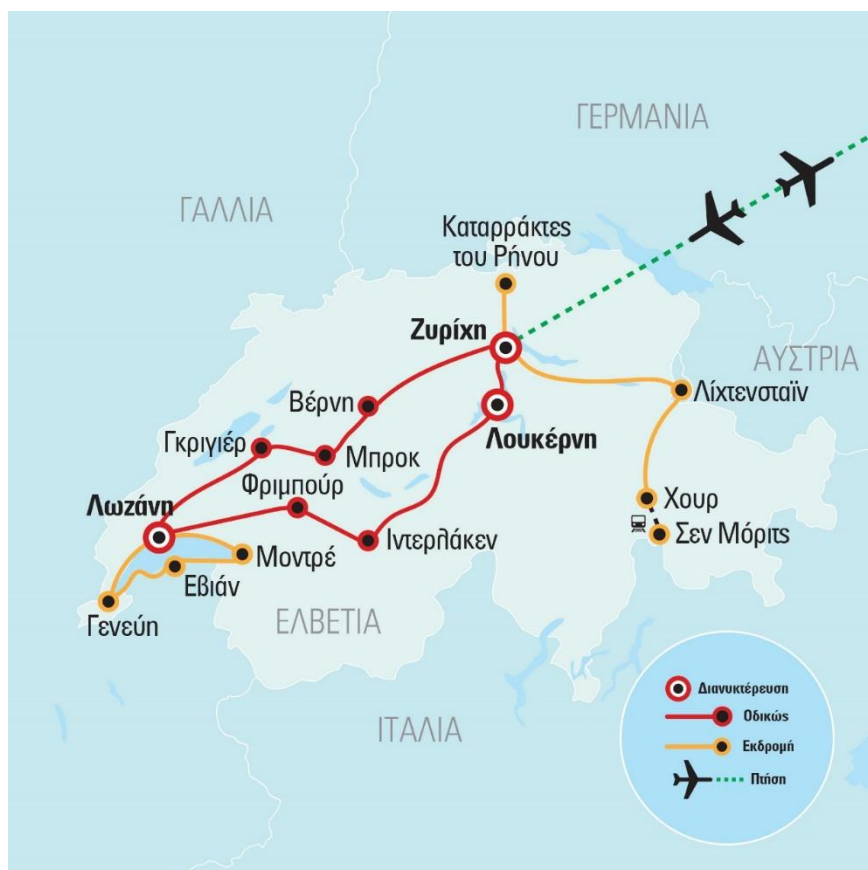 ΓΕΡΜΑΝΙΑ
ΓΑΛΛΙΑ
Καταρράκτες
του Ρήνου
Ζυρίχη
ΑΥΣΤΡΙΑ
Λίχτενσταϊν
Βέρνη
Λουκέρνη
Γκριγιέρ
Μπροκ
Φριμπούρ
Χουρ
Λωζάνη
Σεν Μόριτς
Ιντερλάκεν
Μοντρέ
Εβιάν
Γενεύη
ΕΛΒΕΤΙΑ
ΙΤΑΛΙΑ
Διανυκτέρευση
Οδικώς
Εκδρομή
Πτήση